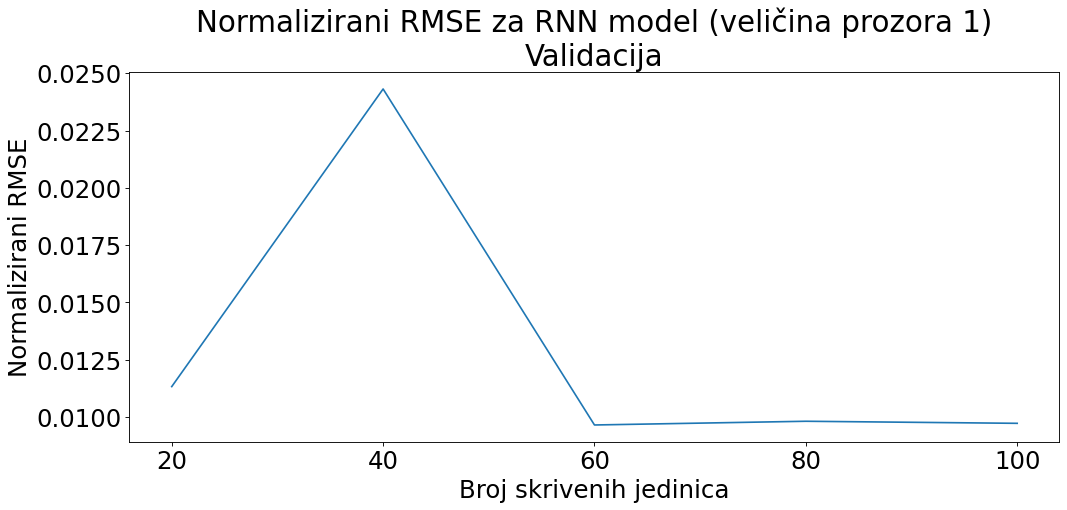 Normalizirani RMSE za RNN model (veličina prozora 1)
Validacija
Normalizirani RMSE
0.0250
0.0225
0.0200
0.0175
0.0150
0.0125
0.0100
20 40 60 80 100
Broj skrivenih jedinica